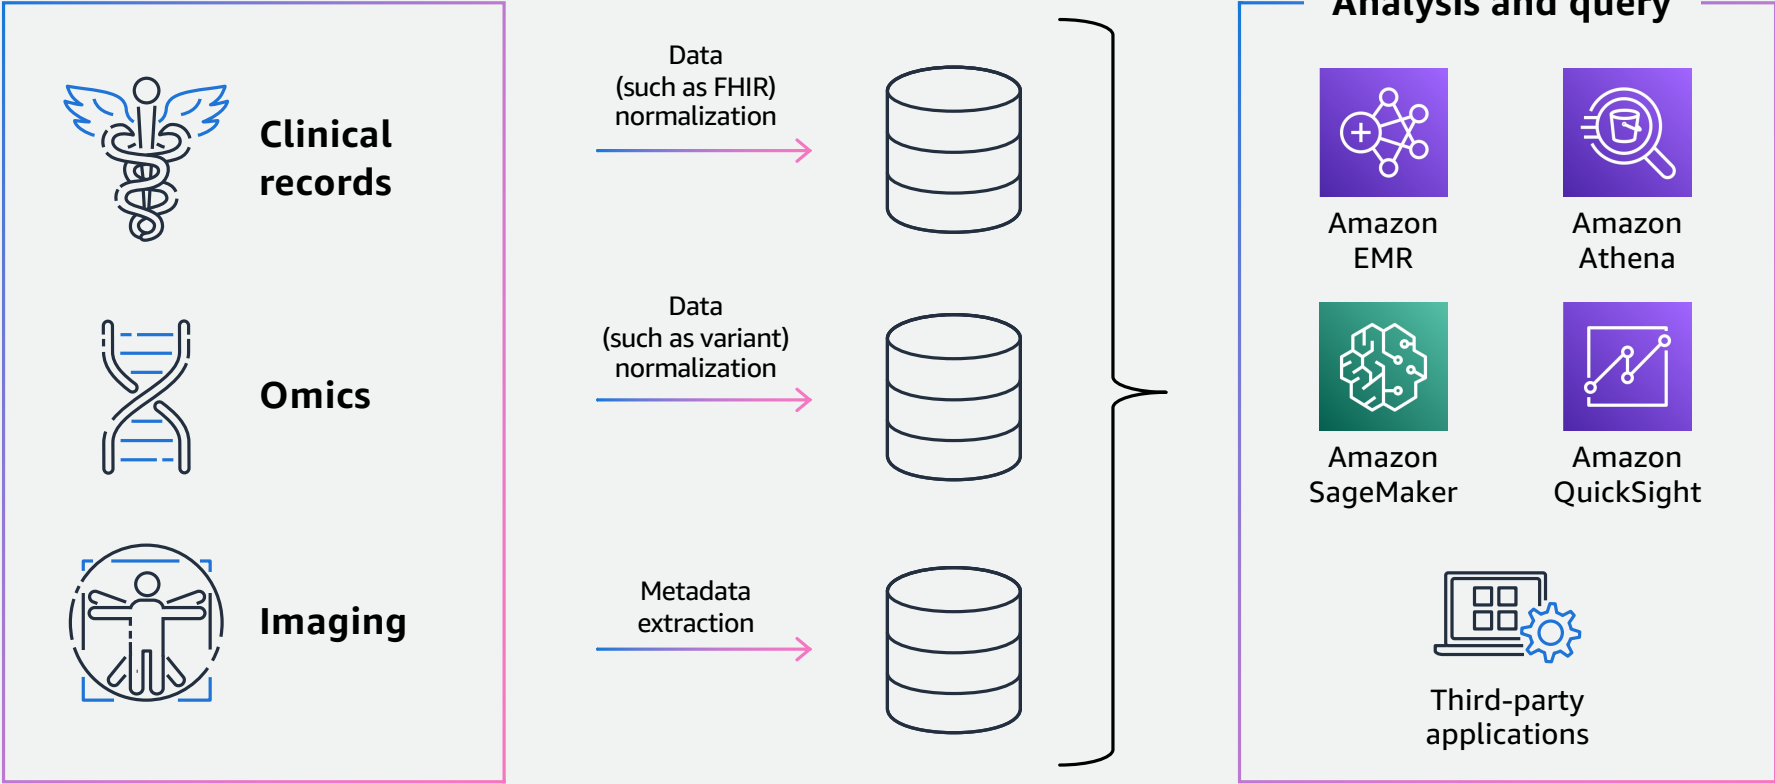 Analysis and query
Clinical
records
Data
(such as FHIR)
normalization
Amazon
EMR
Amazon
Athena
Omics
Data
(such as variant)
normalization
Amazon
SageMaker
Amazon
QuickSight
Imaging
Metadata
extraction
Third-party
applications